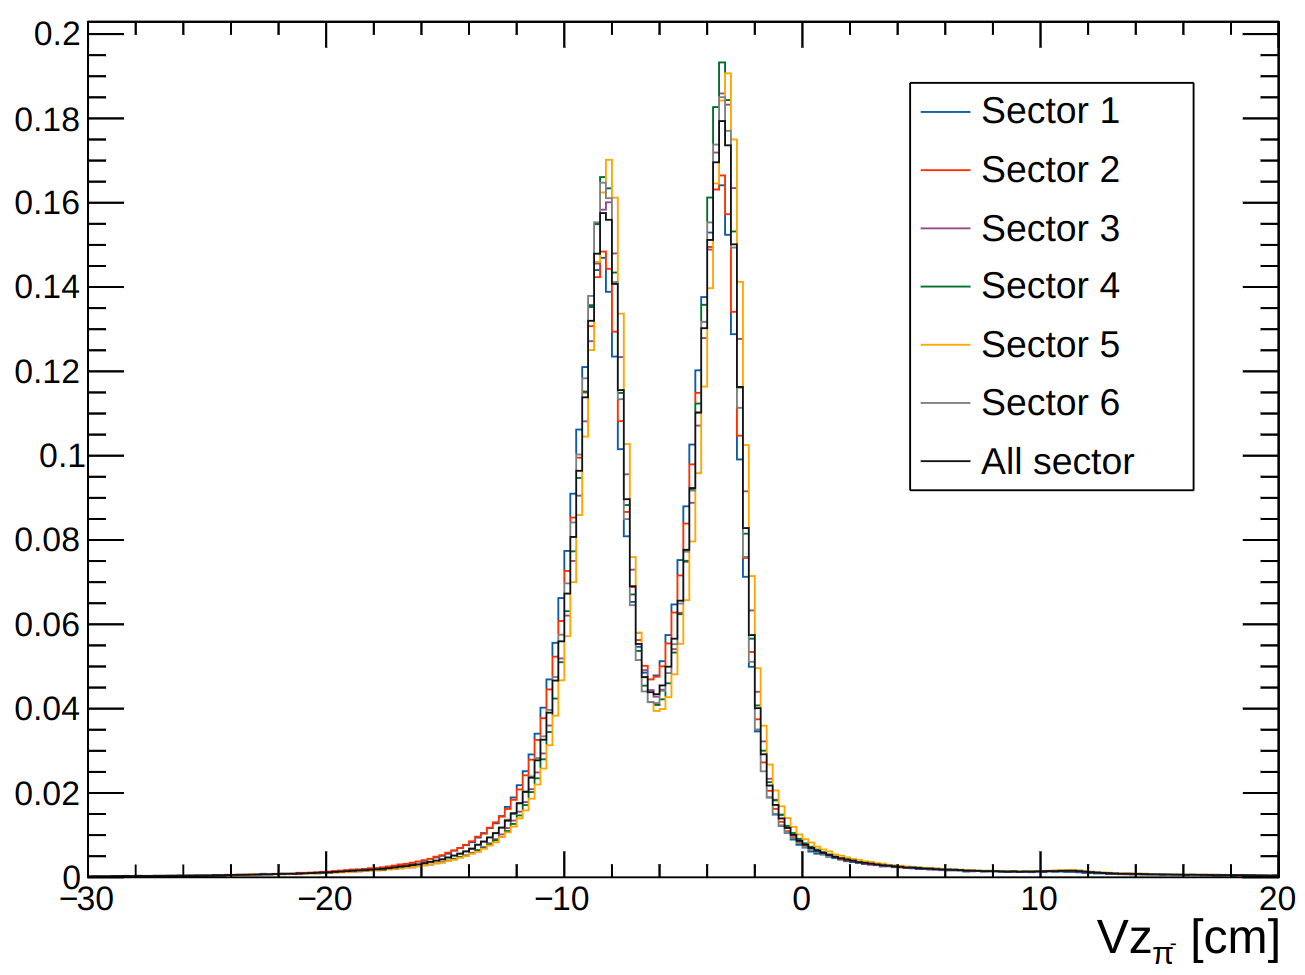 0.2
0.18
0.16
0.14
0.12
0.1
0.08
0.06
0.04
0.02
0
Sector 1
Sector 2
Sector 3
Sector 4
Sector 5
Sector 6
All sector
−30 −20 −10 0 10 20
Vzπ- [cm]